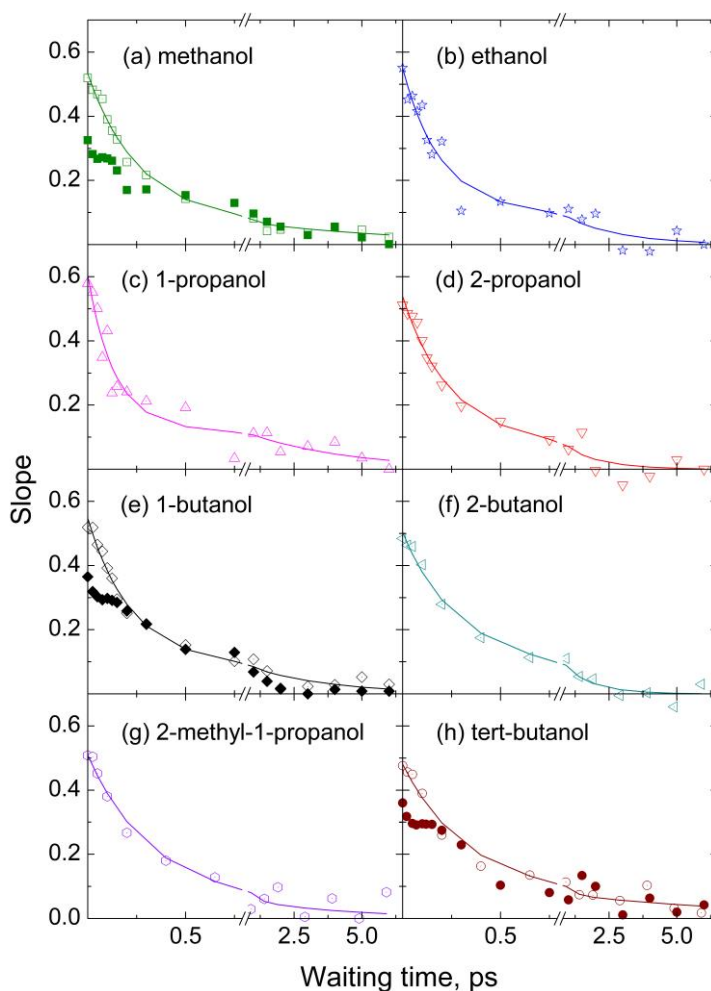 (a) methanol
(b) ethanol
0.6
0.4
0.2
(c) 1-propanol
(d) 2-propanol
0.6
0.4
0.2
(e) 1-butanol
(f) 2-butanol
0.6
0.4
0.2
(g) 2-methyl-1-propanol
(h) tert-butanol
0.6
0.4
0.2
0.0
Slope
0.5 2.5 5.0 0.5 2.5 5.0
Waiting time, ps